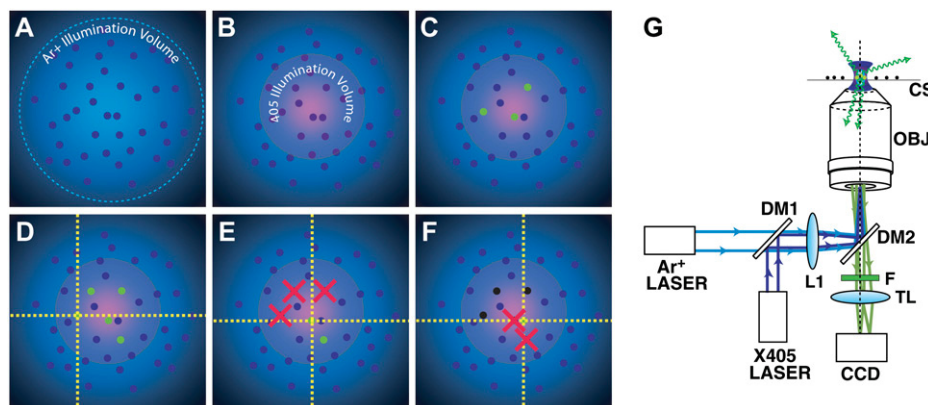 A
Ar+ Illumination Volume
B
405 Illumination Volume
C
D
E
F
G
CS
OBJ
DM1
DM2
Ar+
LASER
L1
F
TL
X405
LASER
CCD